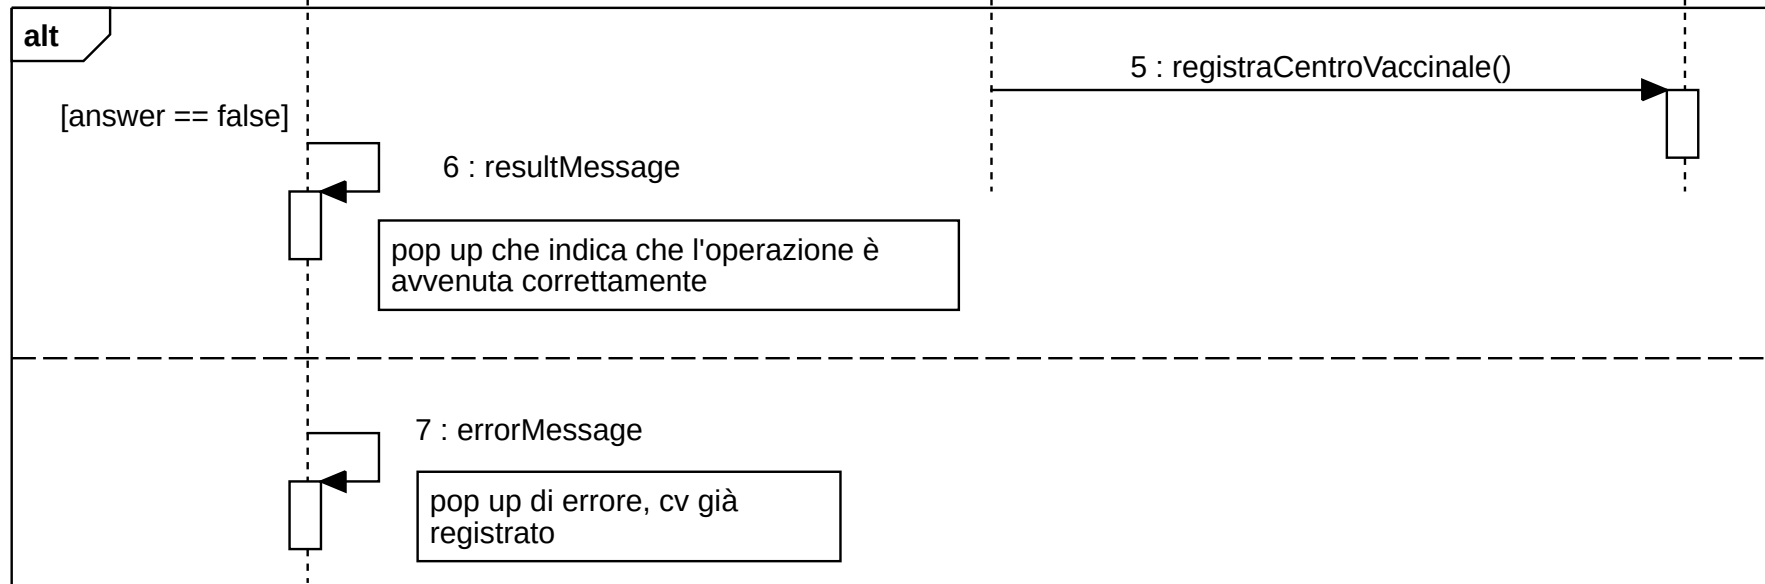 alt
5 : registraCentroVaccinale()
[answer == false]
6 : resultMessage
pop up che indica che l'operazione è
avvenuta correttamente
7 : errorMessage
pop up di errore, cv già
registrato